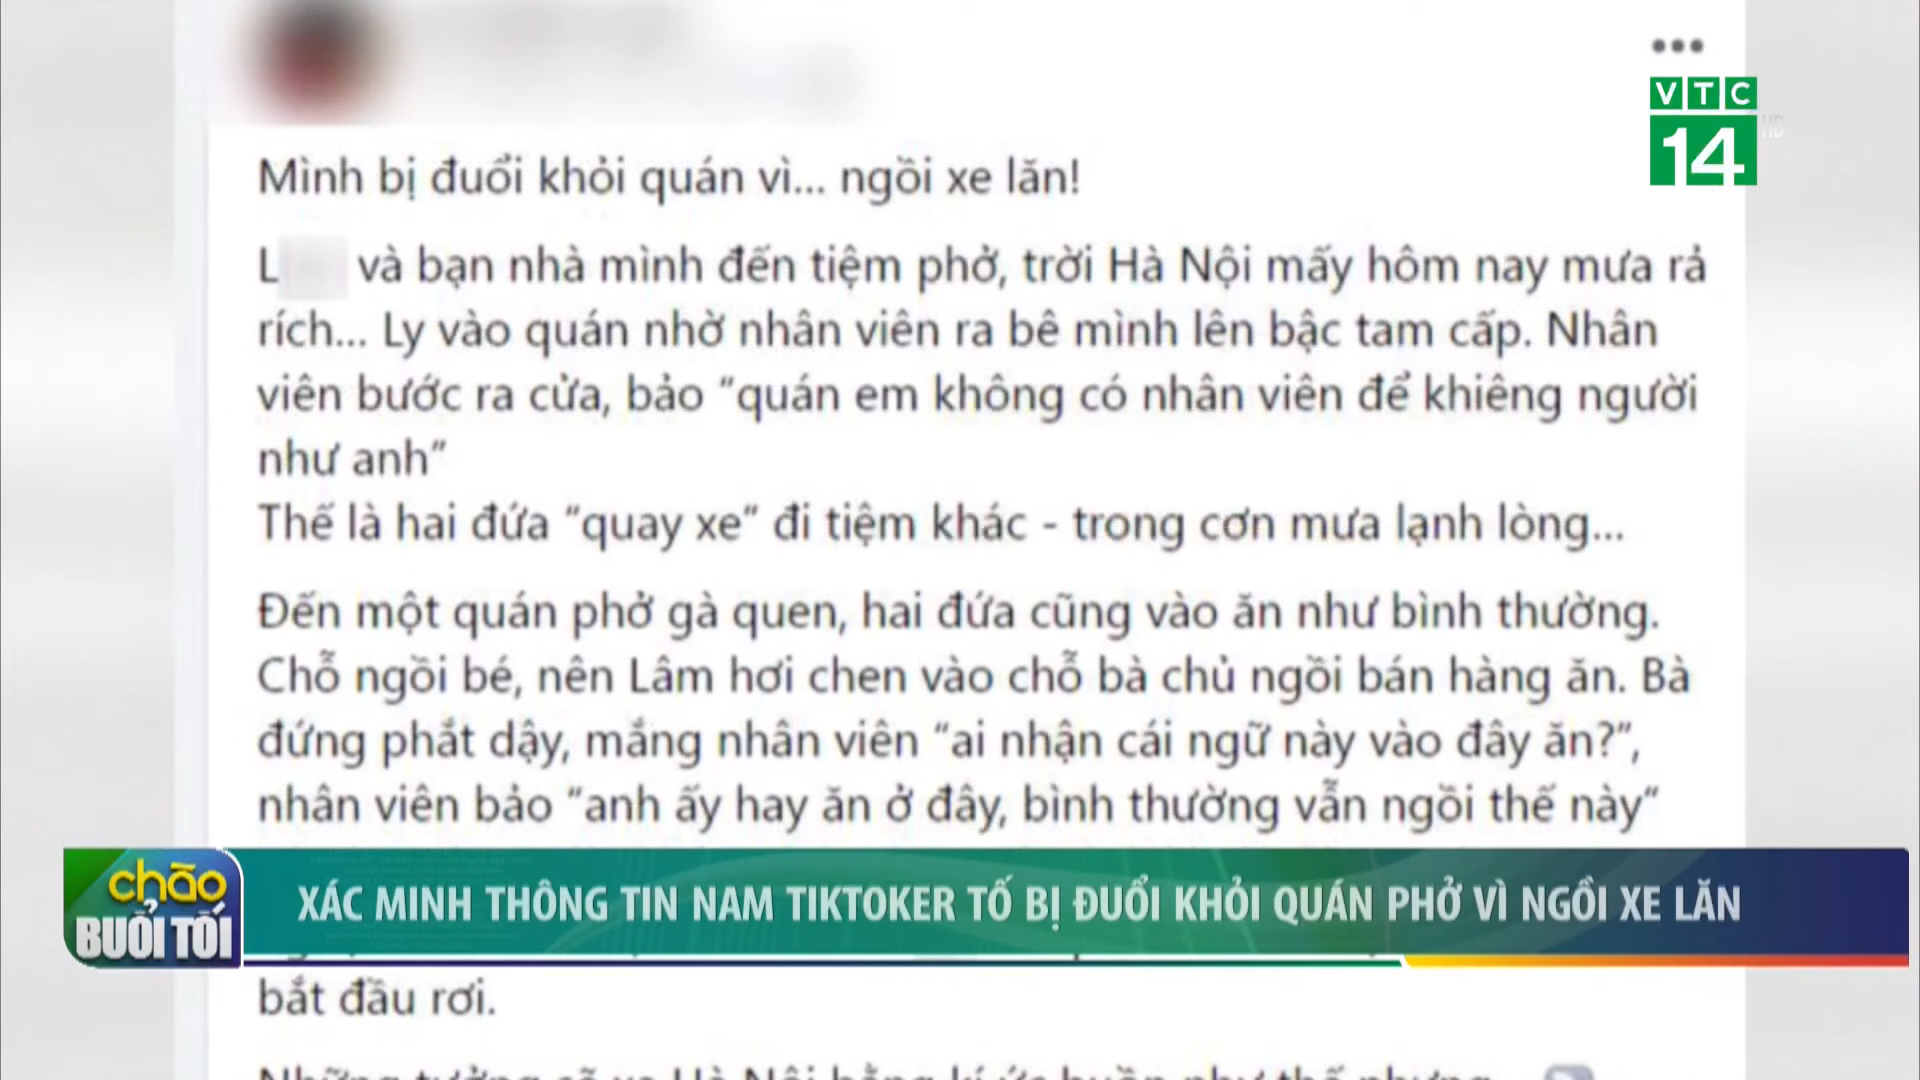 VTC
14
HD
Mình bị đuổi khỏi quán vì... ngồi xe lăn!
L và bạn nhà mình đến tiệm phở, trời Hà Nội mấy hôm nay mưa rả
rích... Ly vào quán nhờ nhân viên ra bê mình lên bậc tam cấp. Nhân
viên bước ra cửa, bảo “quán em không có nhân viên để khiêng người
như anh”
Thế là hai đứa “quay xe” đi tiệm khác - trong cơn mưa lạnh lòng...
Đến một quán phở gà quen, hai đứa cũng vào ăn như bình thường.
Chỗ ngồi bé, nên Lâm hơi chen vào chỗ bà chủ ngồi bán hàng ăn. Bà
đứng phắt dậy, mắng nhân viên “ai nhận cái ngữ này vào đây ăn?”,
nhân viên bảo “anh ấy hay ăn ở đây, bình thường vẫn ngồi thế này”
chào
BUỔI TỐI
XÁC MINH THÔNG TIN NAM TIKTOKER TỐ BỊ ĐUỔI KHỎI QUÁN PHỞ VÌ NGỒI XE LĂN
bắt đầu rơi.